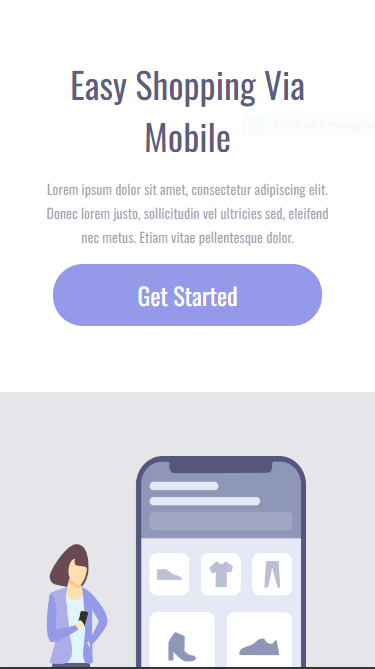 Easy Shopping Via
Mobile
Captura Retangular
Lorem ipsum dolor sit amet, consectetur adipiscing elit.
Donec lorem justo, sollicitudin vel ultricies sed, eleifend
nec metus. Etiam vitae pellentesque dolor.
Get Started